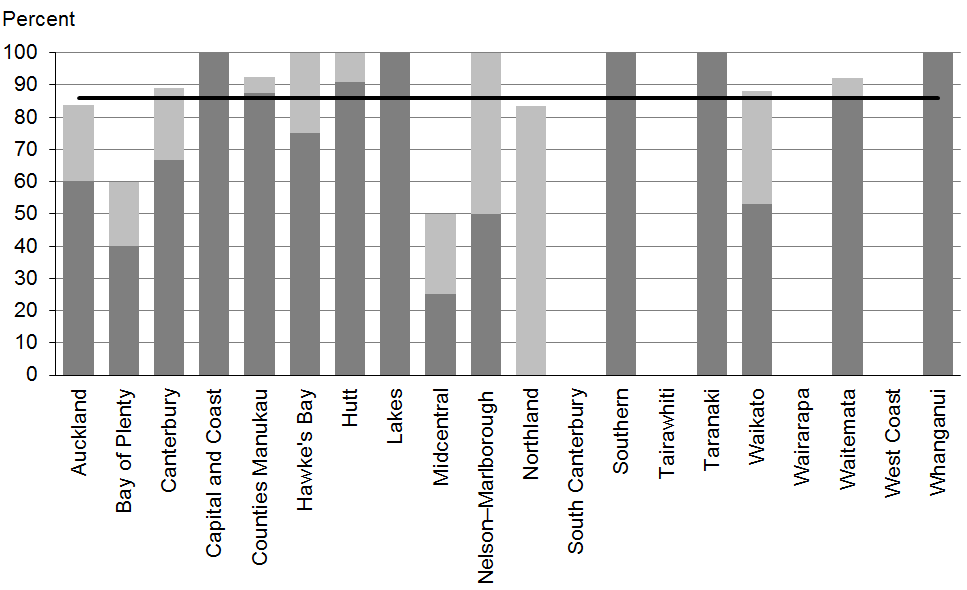 Percent
100
90
80
70
60
50
40
30
20
10
0
Auckland
Bay of Plenty
Canterbury
Capital and Coast
Counties Manukau
Hawke's Bay
Hutt
Lakes
Midcentral
Nelson–Marlborough
Northland
South Canterbury
Southern
Tairawhiti
Taranaki
Waikato
Wairarapa
Waitemata
West Coast
Whanganui